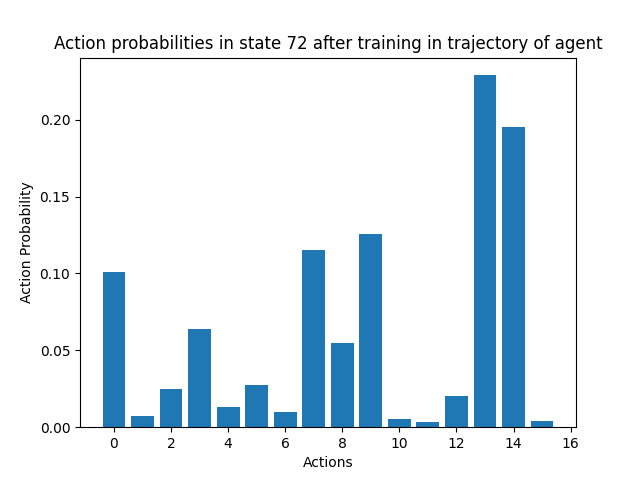 Action probabilities in state 72 after training in trajectory of agent
0.20
0.15
0.10
0.05
0.00
Action Probability
0 2 4 6 8 10 12 14 16
Actions